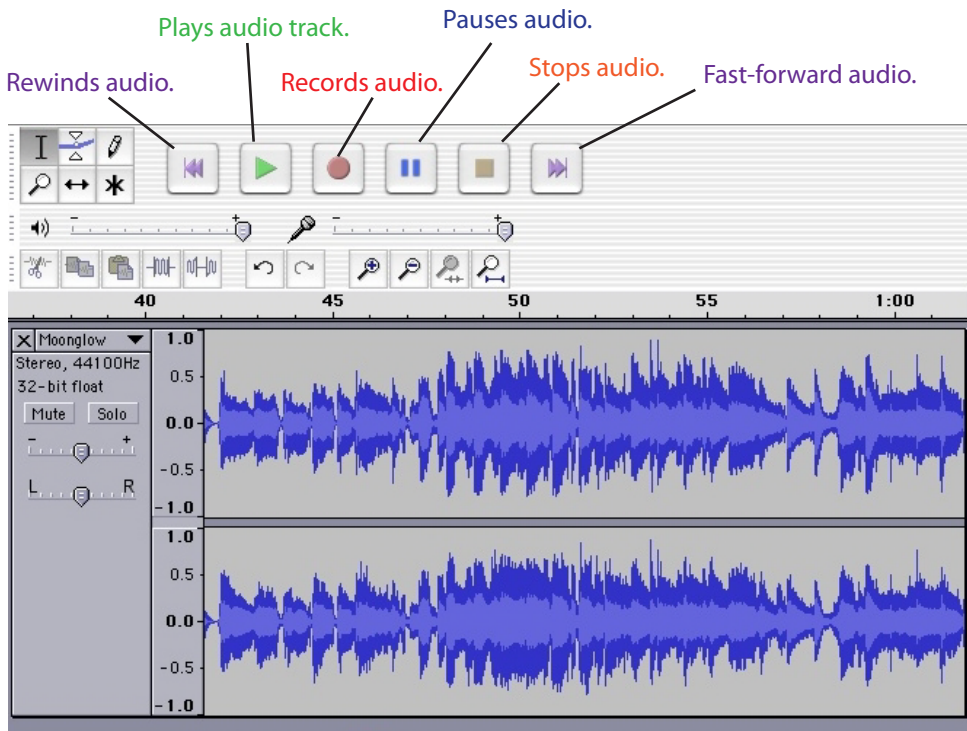 Pauses audio.
Plays audio track.
Stops audio.
Fast-forward audio.
Rewinds audio.
Records audio.
- +
- +
40 45 50 55 1:00
Moonglow
Stereo, 44100Hz
32-bit float
Mute Solo
- +
L R
1.0
0.5
0.0
-0.5
-1.0
1.0
0.5
0.0
-0.5
-1.0